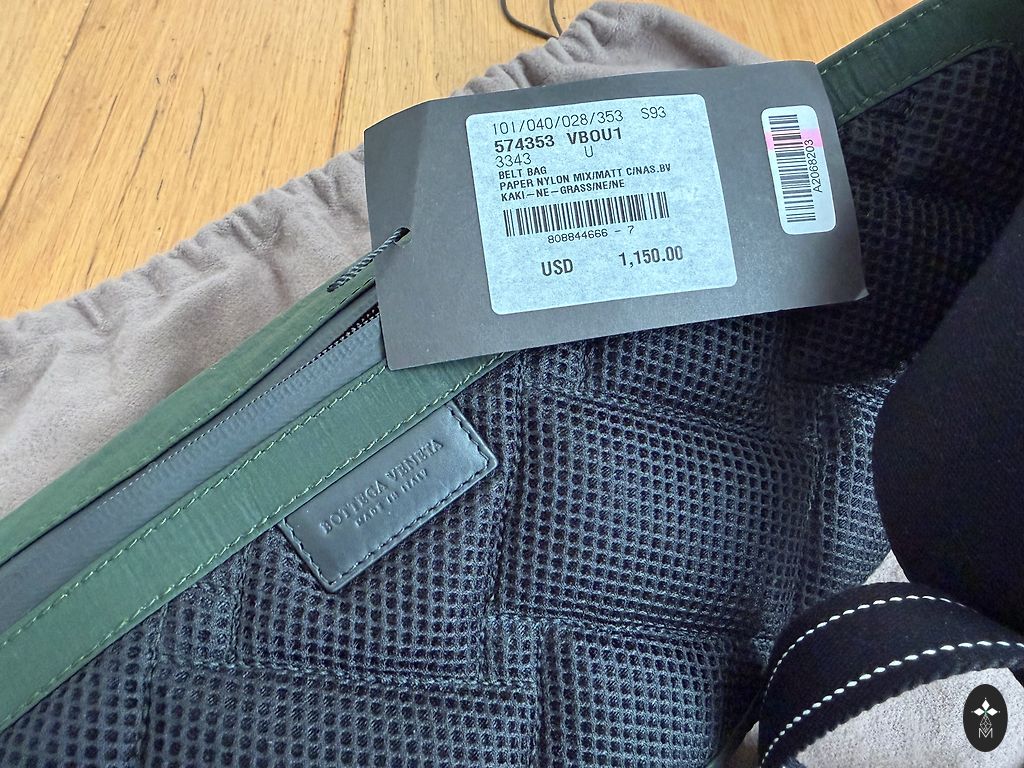 101/040/028/353 S93
574353 VBOU1
3343 U
BELT BAG
PAPER NYLON MIX/MATT C/NAS.BV
KAKI-NE-GRASS/NE/NE
808844666 - 7
USD 1,150.00
A2068203
BOTTEGA VENETA
MADE IN ITALY
M